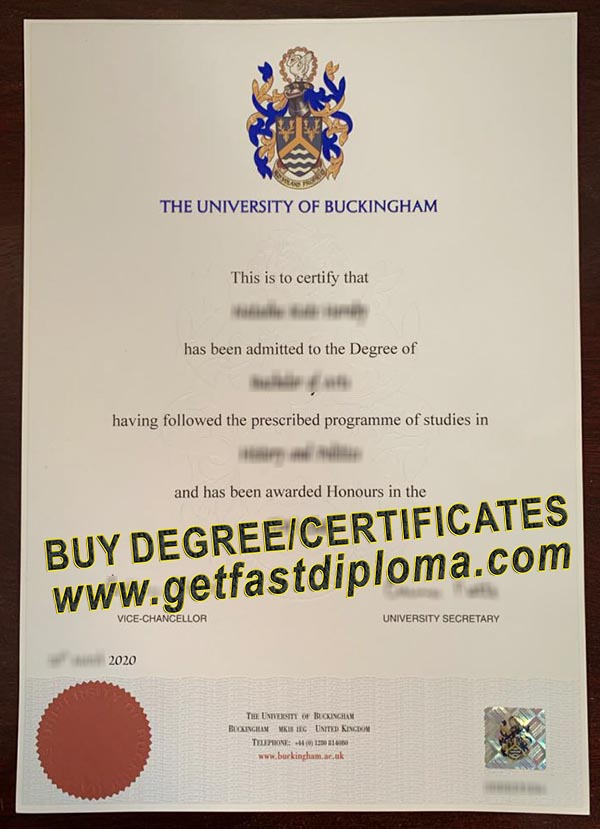 THE UNIVERSITY OF BUCKINGHAM
This is to certify that
has been admitted to the Degree of
having followed the prescribed programme of studies in
and has been awarded Honours in the
BUY DEGREE/CERTIFICATES
www.getfastdiploma.com
VICE-CHANCELLOR
UNIVERSITY SECRETARY
2020
THE UNIVERSITY OF BUCKINGHAM
BUCKINGHAM MK18 1EG UNITED KINGDOM
TELEPHONE: +44 (0) 1280 814080
www.buckingham.ac.uk